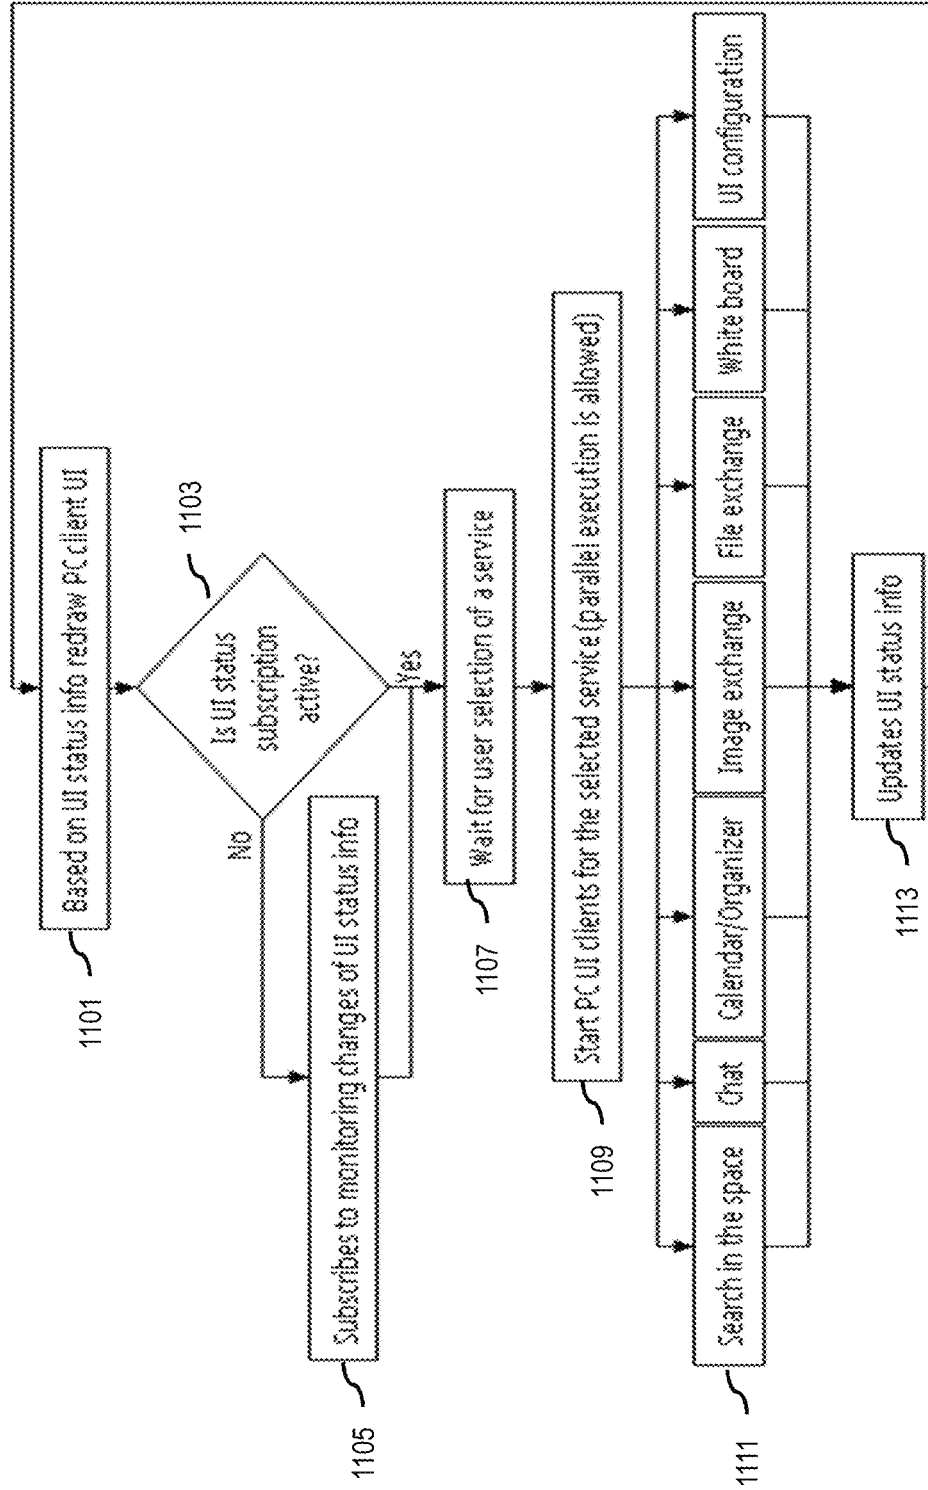 1101
Based on UI status info redraw PC client UI
1103
Is UI status
subscription
active?
No
Yes
1105
Subscribes to monitoring changes of UI status info
1107
Wait for user selection of a service
1109
Start PC UI clients for the selected service (parallel execution is allowed)
1111
Search in the space
Chat
Calendar/Organizer
Image exchange
File exchange
White board
UI configuration
1113
Updates UI status info